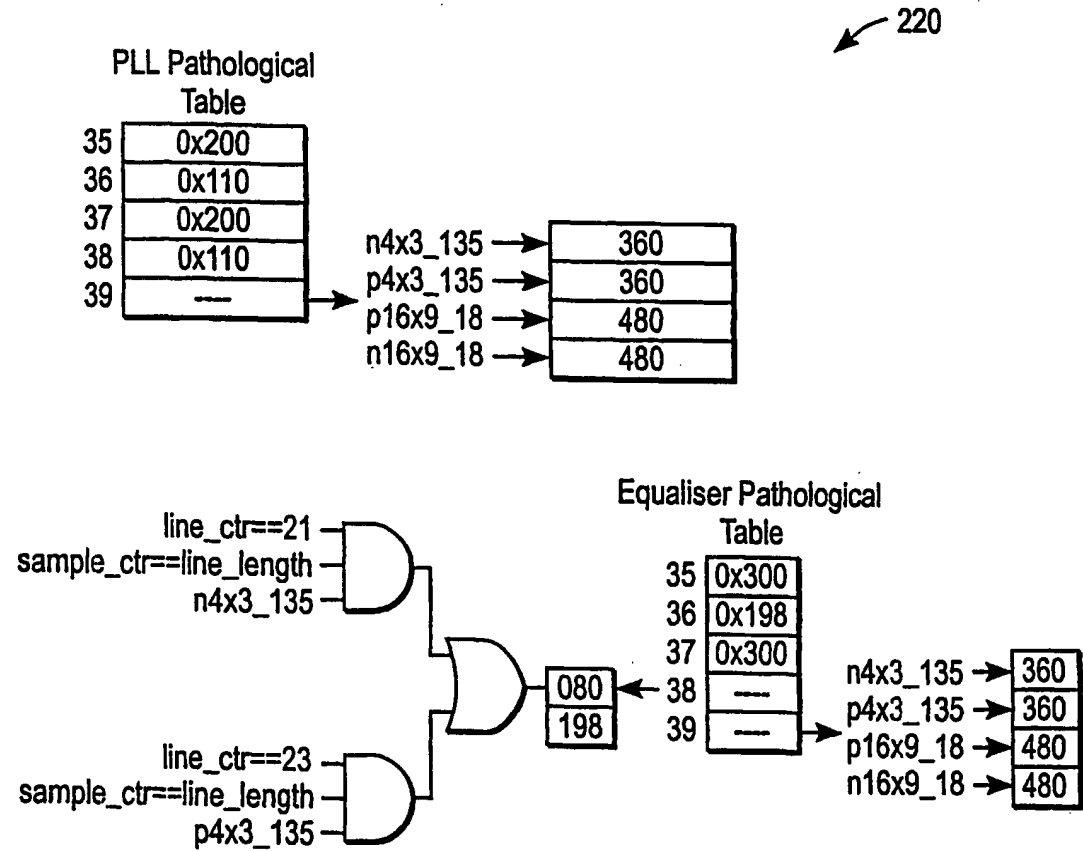 220
PLL Pathological
Table
35 0x200
36 0x110
37 0x200
38 0x110
39 ----
n4x3_135 360
p4x3_135 360
p16x9_18 480
n16x9_18 480
Equaliser Pathological
Table
35 0x300
36 0x198
37 0x300
38 ----
39 ----
n4x3_135 360
p4x3_135 360
p16x9_18 480
n16x9_18 480
line_ctr==21
sample_ctr==line_length
n4x3_135
080
198
line_ctr==23
sample_ctr==line_length
p4x3_135